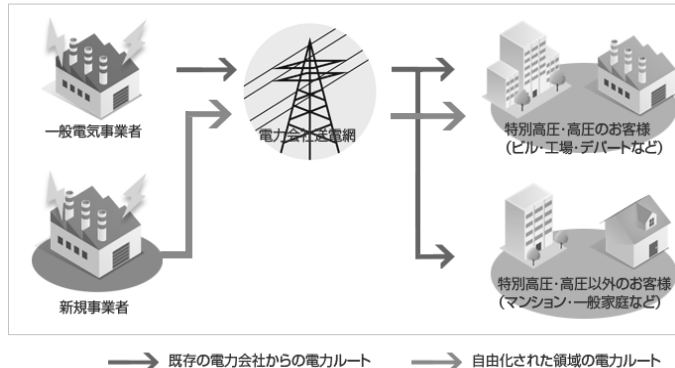 一般電気事業者
電力会社送電網
特別高圧・高圧のお客様
(ビル・工場・デパートなど)
新規事業者
特別高圧・高圧以外のお客様
(マンション・一般家庭など)
既存の電力会社からの電力ルート
自由化された領域の電力ルート